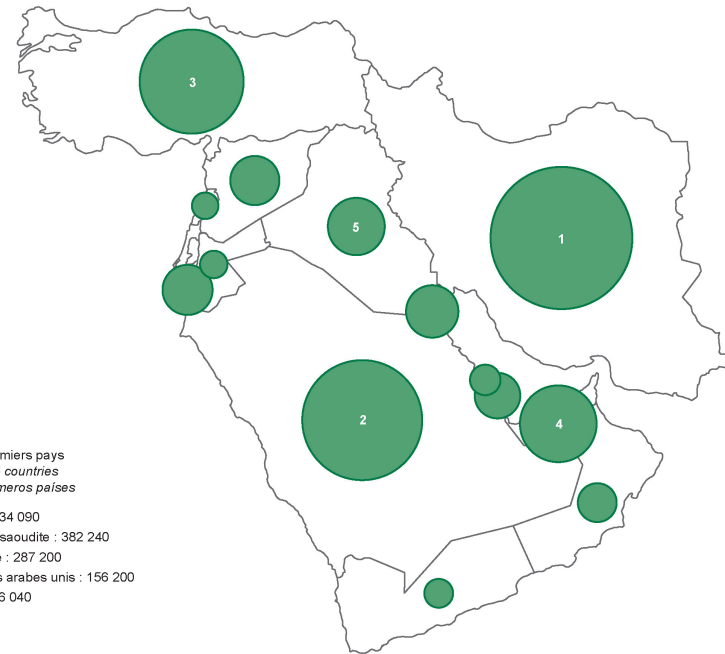 3
5
1
2
4
miers pays
countries
meros países
34 090
saoudite : 382 240
: 287 200
s arabes unis : 156 200
6 040